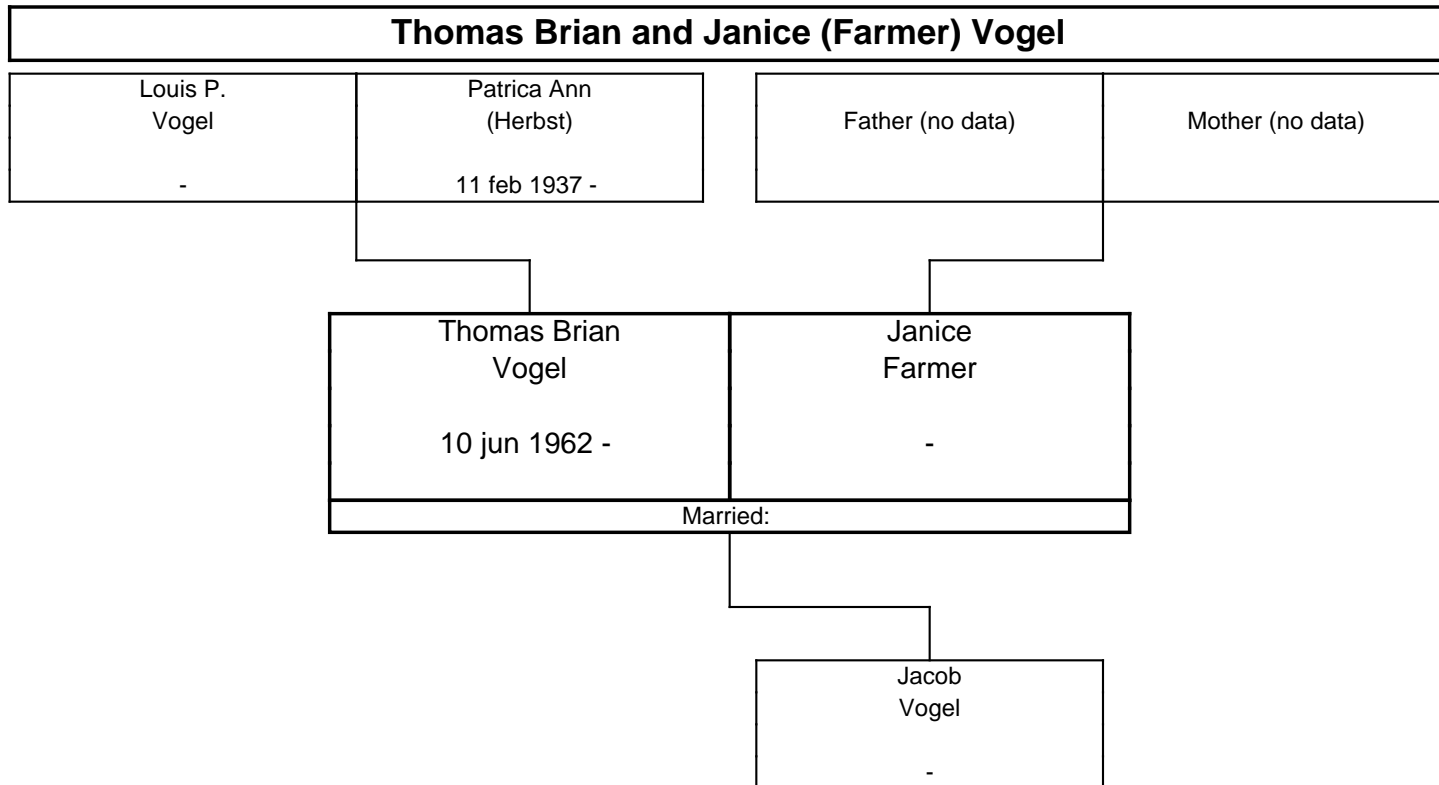 Thomas Brian and Janice (Farmer) Vogel
Louis P.
Vogel
-
Patrica Ann
(Herbst)
11 feb 1937 -
Father (no data)
Mother (no data)
Thomas Brian
Vogel
10 jun 1962 -
Janice
Farmer
-
Married:
Jacob
Vogel
-